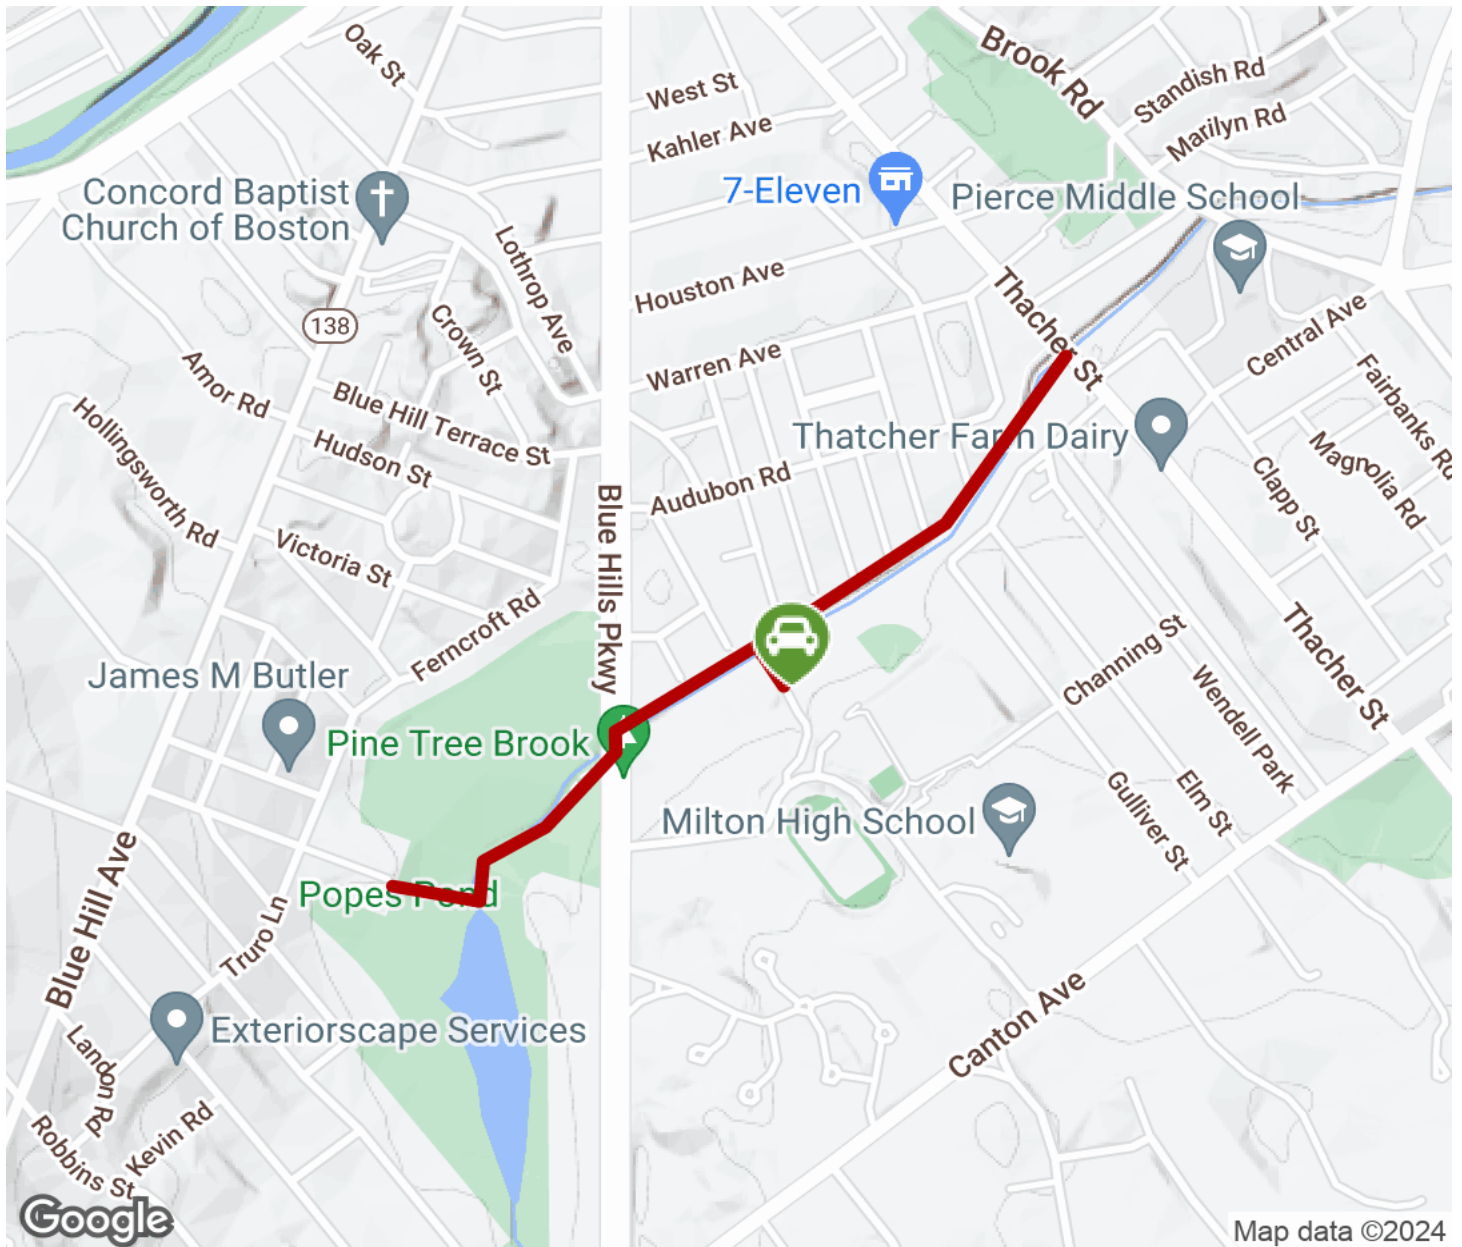 Oak St
West St
Brook Rd
Standish Rd
Kahler Ave
Marilyn Rd
Concord Baptist
Church of Boston
7-Eleven
Pierce Middle School
Lothrop Ave
Houston Ave
Thacher St
138
Crown St
Central Ave
Amor Rd
Warren Ave
Fairbanks Rd
Blue Hill Terrace St
Hollingsworth Rd
Hudson St
Thatcher Farm Dairy
Magnolia Rd
Audubon Rd
Clapp St
Blue Hills Pkwy
Victoria St
Ferncroft Rd
Thacher St
Channing St
James M Butler
Wendell Park
Pine Tree Brook
Elm St
Gulliver St
Milton High School
Blue Hill Ave
Popes Pond
Truro Ln
Canton Ave
Exteriorscape Services
Landon Rd
Kevin Rd
Robbins St
Google
Map data ©2024